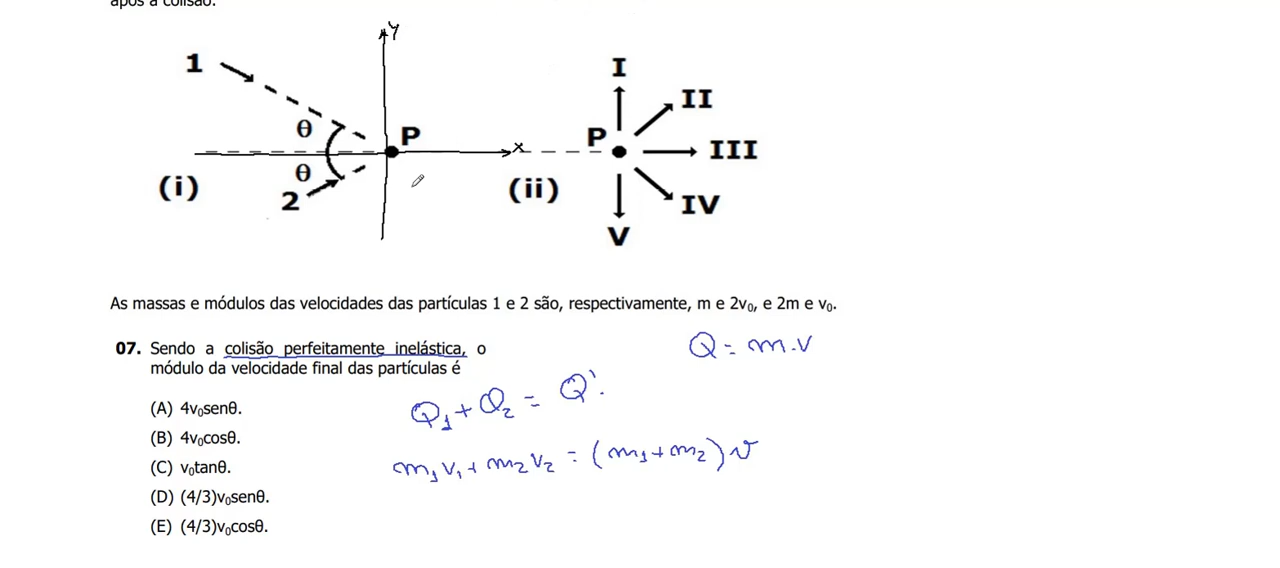 após a colisão.
Y
1
I
II
θ
P
x
P
III
θ
(i)
2
(ii)
IV
V
As massas e módulos das velocidades das partículas 1 e 2 são, respectivamente, m e 2v₀, e 2m e v₀.
07. Sendo a colisão perfeitamente inelástica, o
módulo da velocidade final das partículas é
Q = m.v
(A) 4v₀senθ.
(B) 4v₀cosθ.
(C) v₀tanθ.
(D) (4/3)v₀senθ.
(E) (4/3)v₀cosθ.
Q₁ + Q₂ = Q'.
m₁v₁ + m₂v₂ = (m₁+m₂)v